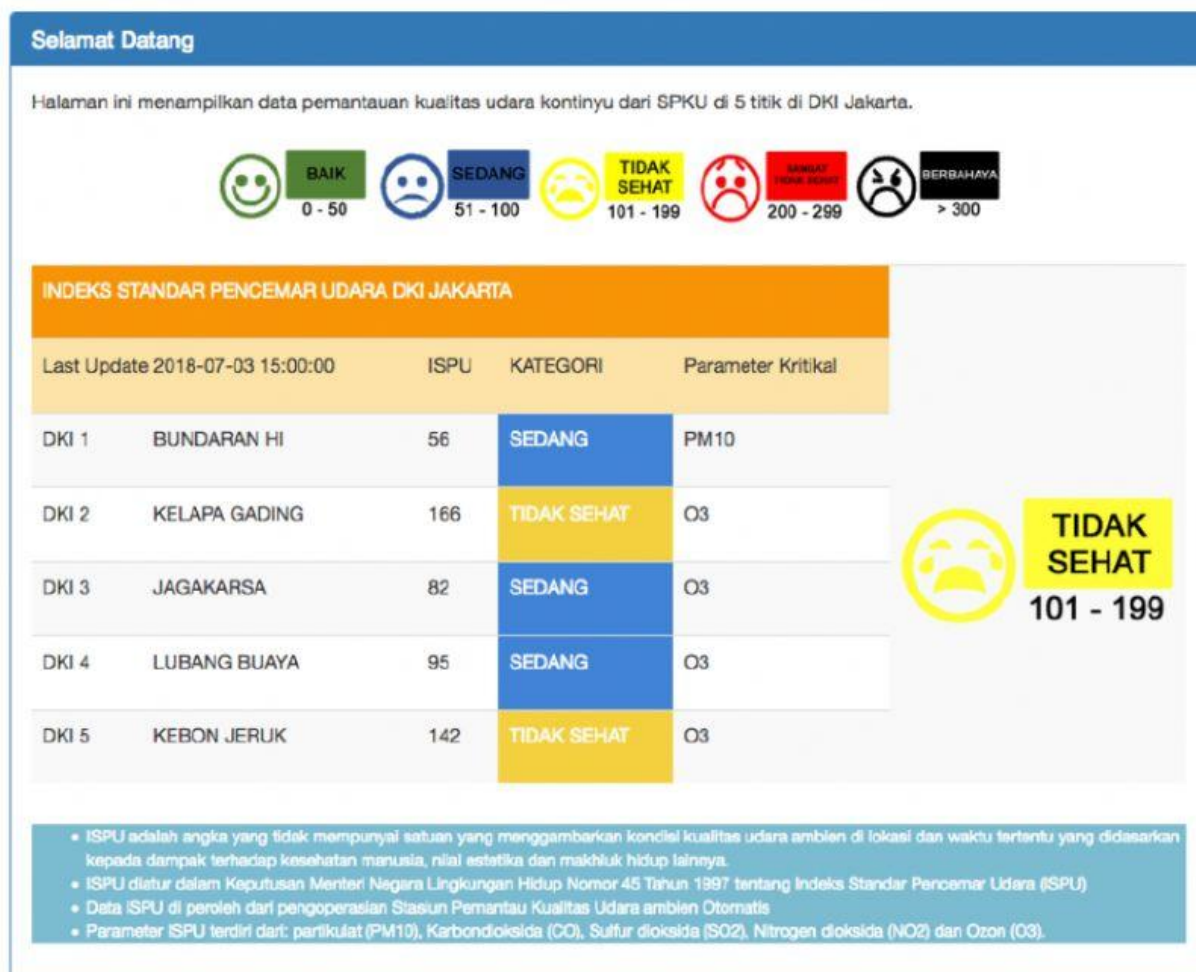 Selamat Datang
Halaman ini menampilkan data pemantauan kualitas udara kontinyu dari SPKU di 5 titik di DKI Jakarta.
BAIK
0 - 50
SEDANG
51 - 100
TIDAK
SEHAT
101 - 199
SANGAT
TIDAK SEHAT
200 - 299
BERBAHAYA
> 300
INDEKS STANDAR PENCEMAR UDARA DKI JAKARTA
Last Update 2018-07-03 15:00:00 ISPU KATEGORI Parameter Kritikal
DKI 1 BUNDARAN HI 56 SEDANG PM10
DKI 2 KELAPA GADING 166 TIDAK SEHAT O3
DKI 3 JAGAKARSA 82 SEDANG O3
DKI 4 LUBANG BUAYA 95 SEDANG O3
DKI 5 KEBON JERUK 142 TIDAK SEHAT O3
TIDAK
SEHAT
101 - 199
• ISPU adalah angka yang tidak mempunyai satuan yang menggambarkan kondisi kualitas udara ambien di lokasi dan waktu tertentu yang didasarkan
kepada dampak terhadap kesehatan manusia, nilai estetika dan makhluk hidup lainnya.
• ISPU diatur dalam Keputusan Menteri Negara Lingkungan Hidup Nomor 45 Tahun 1997 tentang Indeks Standar Pencemar Udara (ISPU)
• Data ISPU di peroleh dari pengoperasian Stasiun Pemantau Kualitas Udara ambien Otomatis
• Parameter ISPU terdiri dari: partikulat (PM10), Karbondioksida (CO), Sulfur dioksida (SO2), Nitrogen dioksida (NO2) dan Ozon (O3).